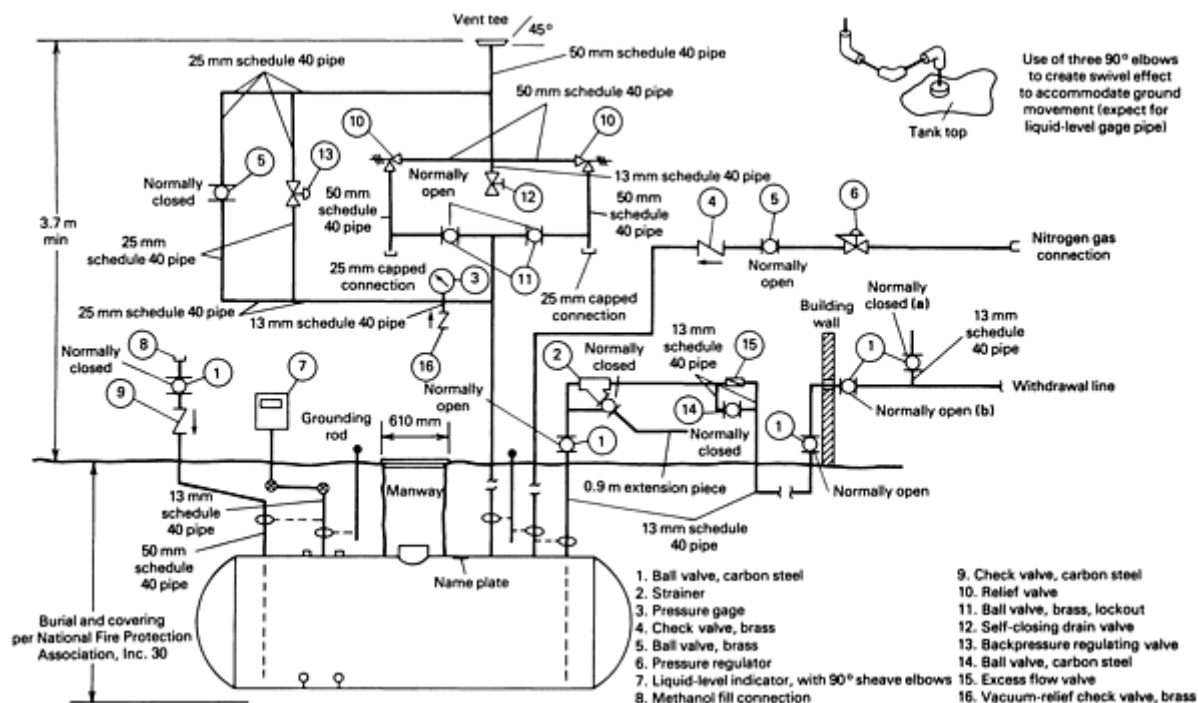 Vent tee
45°
25 mm schedule 40 pipe
50 mm schedule 40 pipe
50 mm schedule 40 pipe
10
10
Use of three 90° elbows
to create swivel effect
to accommodate ground
movement (expect for
liquid-level gage pipe)
Tank top
5
13
Normally
closed
Normally
open
13 mm schedule 40 pipe
12
50 mm
schedule
40 pipe
50 mm
schedule
40 pipe
4
5
6
3.7 m
min
25 mm
schedule 40 pipe
Normally
open
Nitrogen gas
connection
25 mm capped
connection
3
11
25 mm capped
connection
25 mm schedule 40 pipe
13 mm schedule 40 pipe
Normally
closed (a)
Building
wall
13 mm
schedule
40 pipe
8
Normally
closed
1
9
7
16
Normally
open
2
Normally
closed
13 mm
schedule
40 pipe
15
14
Normally
closed
1
1
Withdrawal line
Normally open (b)
1
Grounding
rod
610 mm
Manway
0.9 m extension piece
Normally open
13 mm
schedule
40 pipe
50 mm
schedule
40 pipe
13 mm schedule
40 pipe
Name plate
Burial and covering
per National Fire Protection
Association, Inc. 30
1. Ball valve, carbon steel
2. Strainer
3. Pressure gage
4. Check valve, brass
5. Ball valve, brass
6. Pressure regulator
7. Liquid-level indicator, with 90° sheave elbows
8. Methanol fill connection
9. Check valve, carbon steel
10. Relief valve
11. Ball valve, brass, lockout
12. Self-closing drain valve
13. Backpressure regulating valve
14. Ball valve, carbon steel
15. Excess flow valve
16. Vacuum-relief check valve, brass